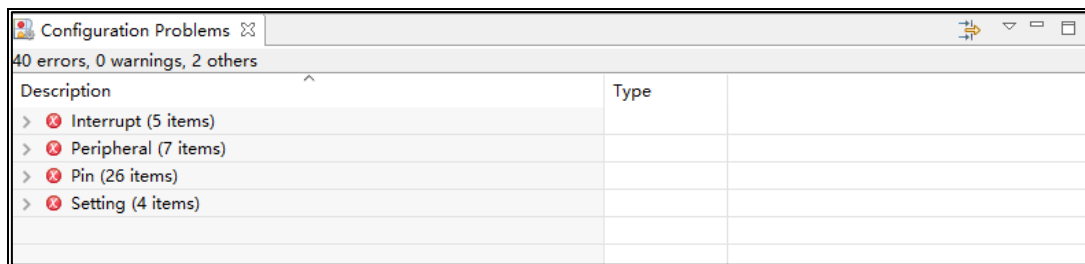 Configuration Problems
40 errors, 0 warnings, 2 others
Description Type
Interrupt (5 items)
Peripheral (7 items)
Pin (26 items)
Setting (4 items)